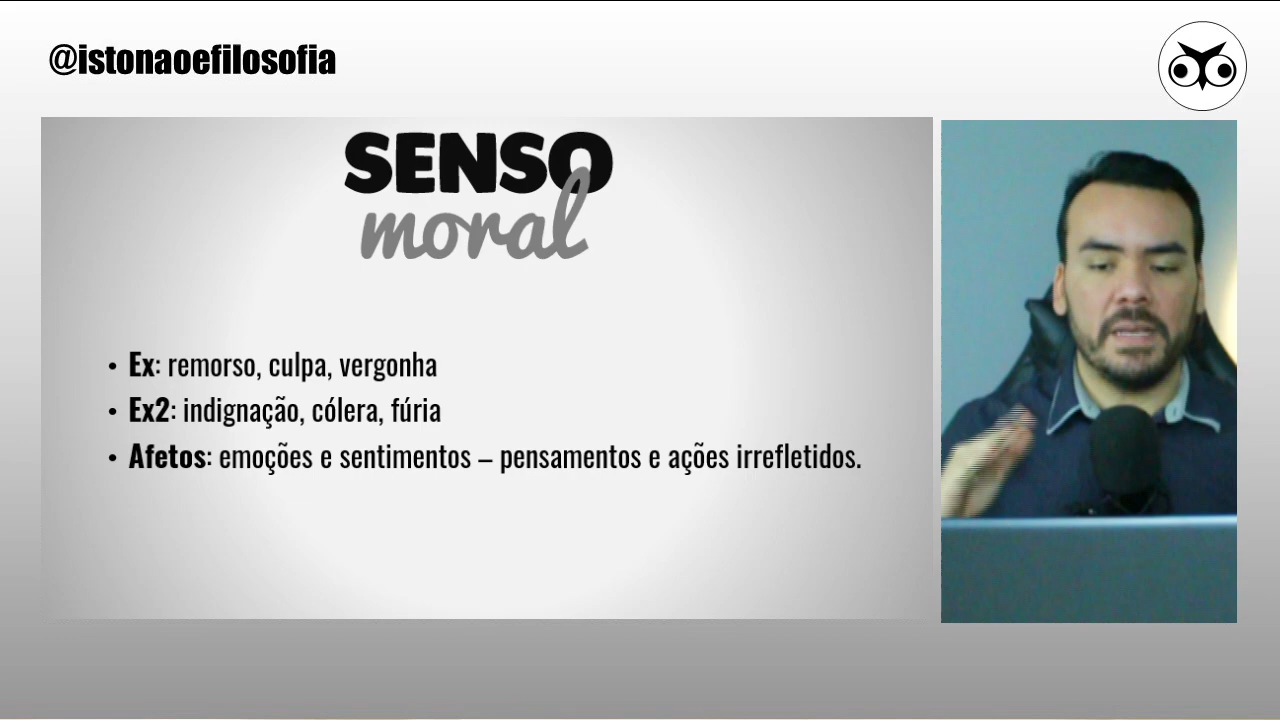 @istonaoefilosofia
SENSO
moral
• Ex: remorso, culpa, vergonha
• Ex2: indignação, cólera, fúria
• Afetos: emoções e sentimentos – pensamentos e ações irrefletidos.